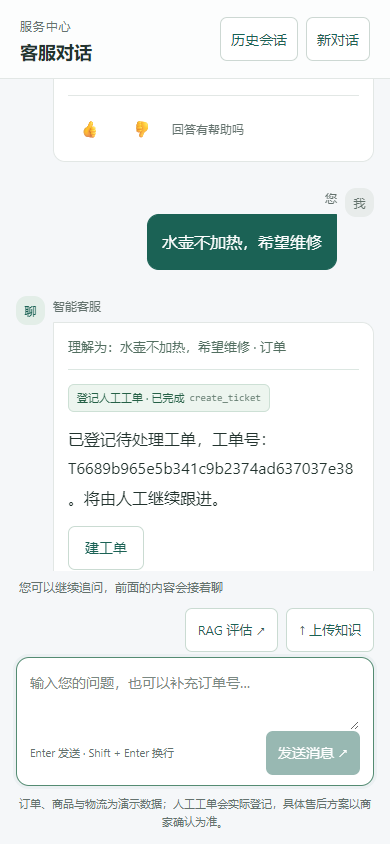 服务中心
客服对话
历史会话
新对话
👍 👎 回答有帮助吗
您
我
水壶不加热，希望维修
聊
智能客服
理解为：水壶不加热，希望维修 · 订单
登记人工工单 · 已完成 create_ticket
已登记待处理工单，工单号：
T6689b965e5b341c9b2374ad637037e38
。将由人工继续跟进。
建工单
您可以继续追问，前面的内容会接着聊
RAG 评估 ↗
↑ 上传知识
输入您的问题，也可以补充订单号...
Enter 发送 · Shift + Enter 换行
发送消息 ↗
订单、商品与物流为演示数据；人工工单会实际登记，具体售后方案以商
家确认为准。